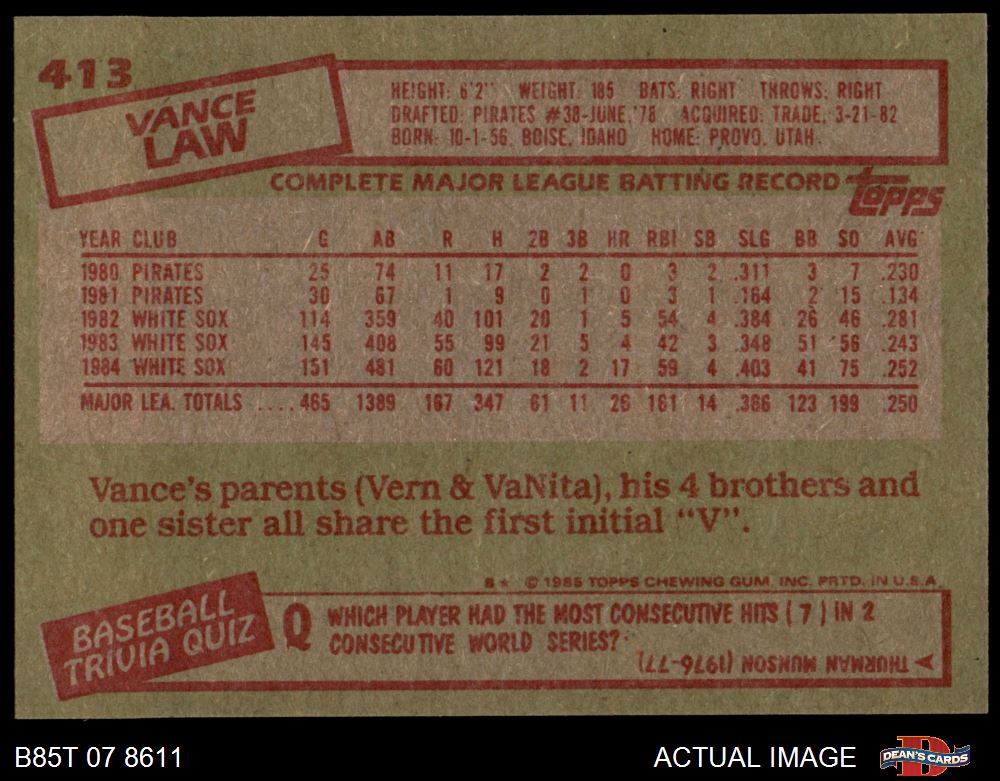 413
VANCE
LAW
HEIGHT: 6'2" WEIGHT: 185 BATS: RIGHT THROWS: RIGHT
DRAFTED: PIRATES #38-JUNE, '78 ACQUIRED: TRADE, 3-21-82
BORN: 10-1-56, BOISE, IDAHO HOME: PROVO, UTAH
COMPLETE MAJOR LEAGUE BATTING RECORD topps
YEAR CLUB G AB R H 2B 3B HR RBI SB SLG BB SO AVG
1980 PIRATES 25 74 11 17 2 2 0 3 2 .311 3 7 .230
1981 PIRATES 30 67 1 9 0 1 0 3 1 .164 2 15 .134
1982 WHITE SOX 114 359 40 101 20 1 5 54 4 .384 26 46 .281
1983 WHITE SOX 145 408 55 99 21 5 4 42 3 .348 51 56 .243
1984 WHITE SOX 151 481 60 121 18 2 17 59 4 .403 41 75 .252
MAJOR LEA. TOTALS .... 465 1389 167 347 61 11 26 161 14 .366 123 199 .250
Vance's parents (Vern & VaNita), his 4 brothers and
one sister all share the first initial "V".
B* © 1985 TOPPS CHEWING GUM, INC. PRTD. IN U.S.A.
BASEBALL
TRIVIA QUIZ
Q WHICH PLAYER HAD THE MOST CONSECUTIVE HITS (7) IN 2
CONSECUTIVE WORLD SERIES?
THURMAN MUNSON (1976-77)
B85T 07 8611
ACTUAL IMAGE
DEAN'S CARDS